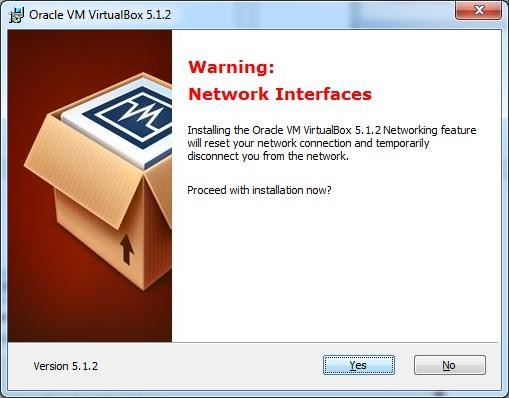 Oracle VM VirtualBox 5.1.2
Warning:
Network Interfaces
Installing the Oracle VM VirtualBox 5.1.2 Networking feature
will reset your network connection and temporarily
disconnect you from the network.
Proceed with installation now?
Version 5.1.2
Yes
No